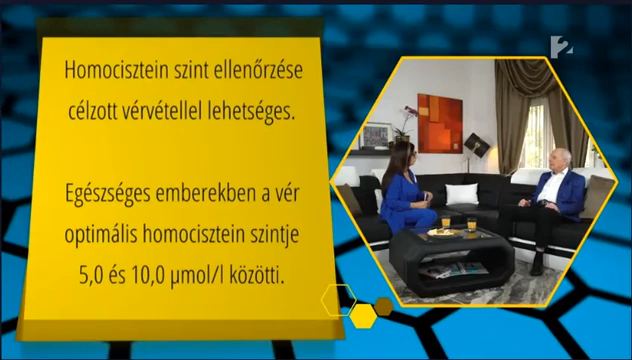 Homocisztein szint ellenőrzése
célzott vérvétellel lehetséges.
Egészséges emberekben a vér
optimális homocisztein szintje
5,0 és 10,0 μmol/l közötti.
2